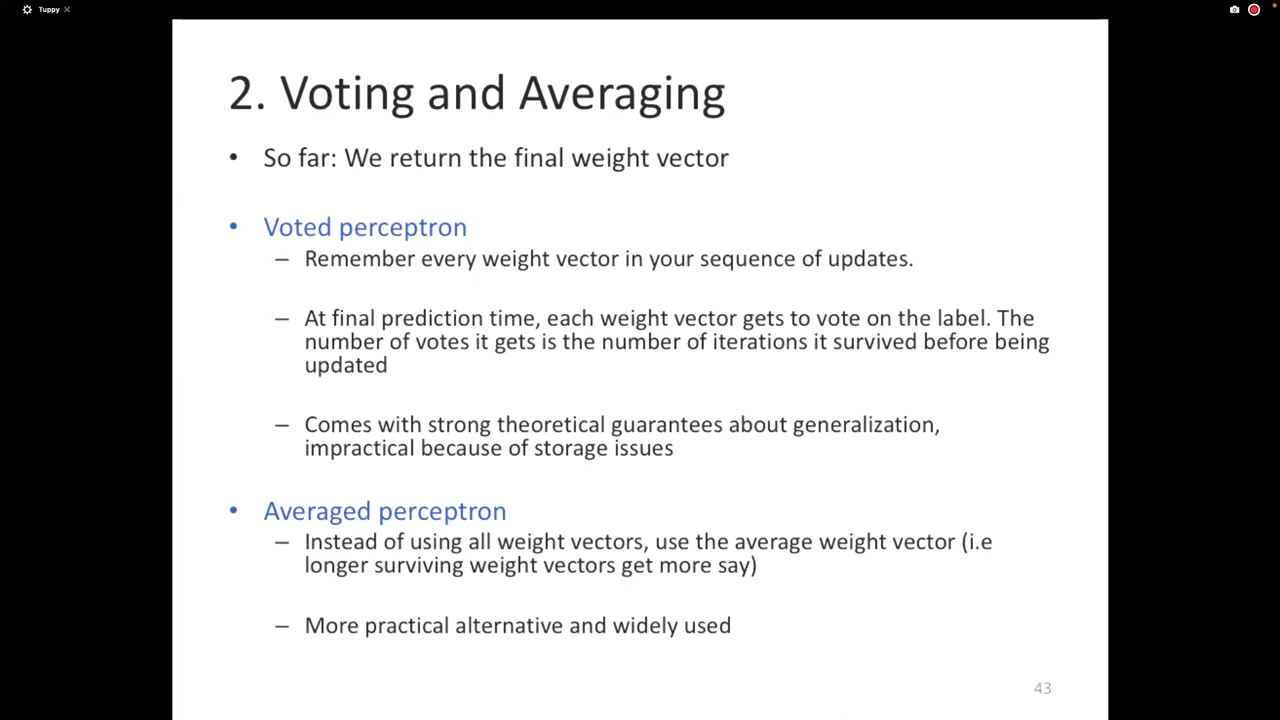 Tuppy
2. Voting and Averaging
• So far: We return the final weight vector
• Voted perceptron
– Remember every weight vector in your sequence of updates.
– At final prediction time, each weight vector gets to vote on the label. The
number of votes it gets is the number of iterations it survived before being
updated
– Comes with strong theoretical guarantees about generalization,
impractical because of storage issues
• Averaged perceptron
– Instead of using all weight vectors, use the average weight vector (i.e
longer surviving weight vectors get more say)
– More practical alternative and widely used
43